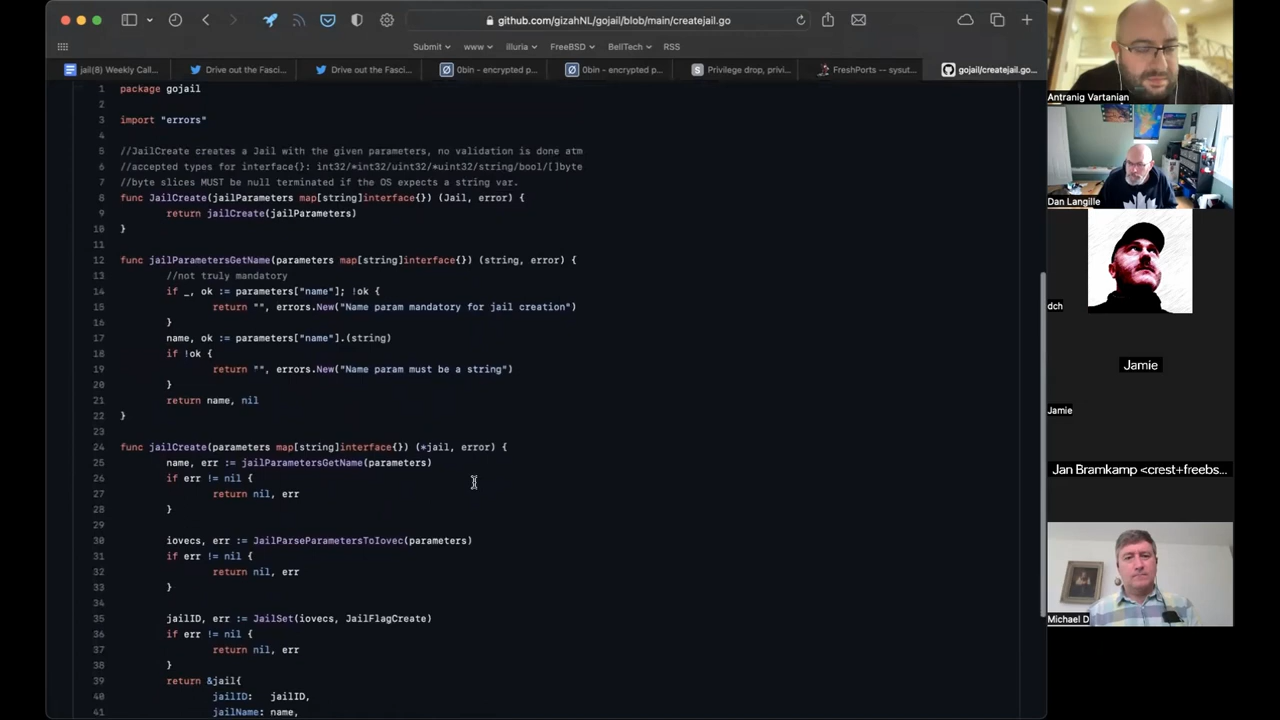 github.com/gizahNL/gojail/blob/main/createjail.go
Submit www illuria FreeBSD BellTech RSS
jail(8) Weekly Call... Drive out the Fasci... Drive out the Fasci... 0bin - encrypted p... 0bin - encrypted p... Privilege drop, privi... FreshPorts -- sysut... gojail/createjail.go...
1 package gojail
2
3 import "errors"
4
5 //JailCreate creates a Jail with the given parameters, no validation is done atm
6 //accepted types for interface{}: int32/*int32/uint32/*uint32/string/bool/[]byte
7 //byte slices MUST be null terminated if the OS expects a string var.
8 func JailCreate(jailParameters map[string]interface{}) (Jail, error) {
9 return jailCreate(jailParameters)
10 }
11
12 func jailParametersGetName(parameters map[string]interface{}) (string, error) {
13 //not truly mandatory
14 if _, ok := parameters["name"]; !ok {
15 return "", errors.New("Name param mandatory for jail creation")
16 }
17 name, ok := parameters["name"].(string)
18 if !ok {
19 return "", errors.New("Name param must be a string")
20 }
21 return name, nil
22 }
23
24 func jailCreate(parameters map[string]interface{}) (*jail, error) {
25 name, err := jailParametersGetName(parameters)
26 if err != nil {
27 return nil, err
28 }
29
30 iovecs, err := JailParseParametersToIovec(parameters)
31 if err != nil {
32 return nil, err
33 }
34
35 jailID, err := JailSet(iovecs, JailFlagCreate)
36 if err != nil {
37 return nil, err
38 }
39 return &jail{
40 jailID: jailID,
41 jailName: name,
Antranig Vartanian
Dan Langille
dch
Jamie
Jamie
Jan Bramkamp <crest+freebs...
Michael D